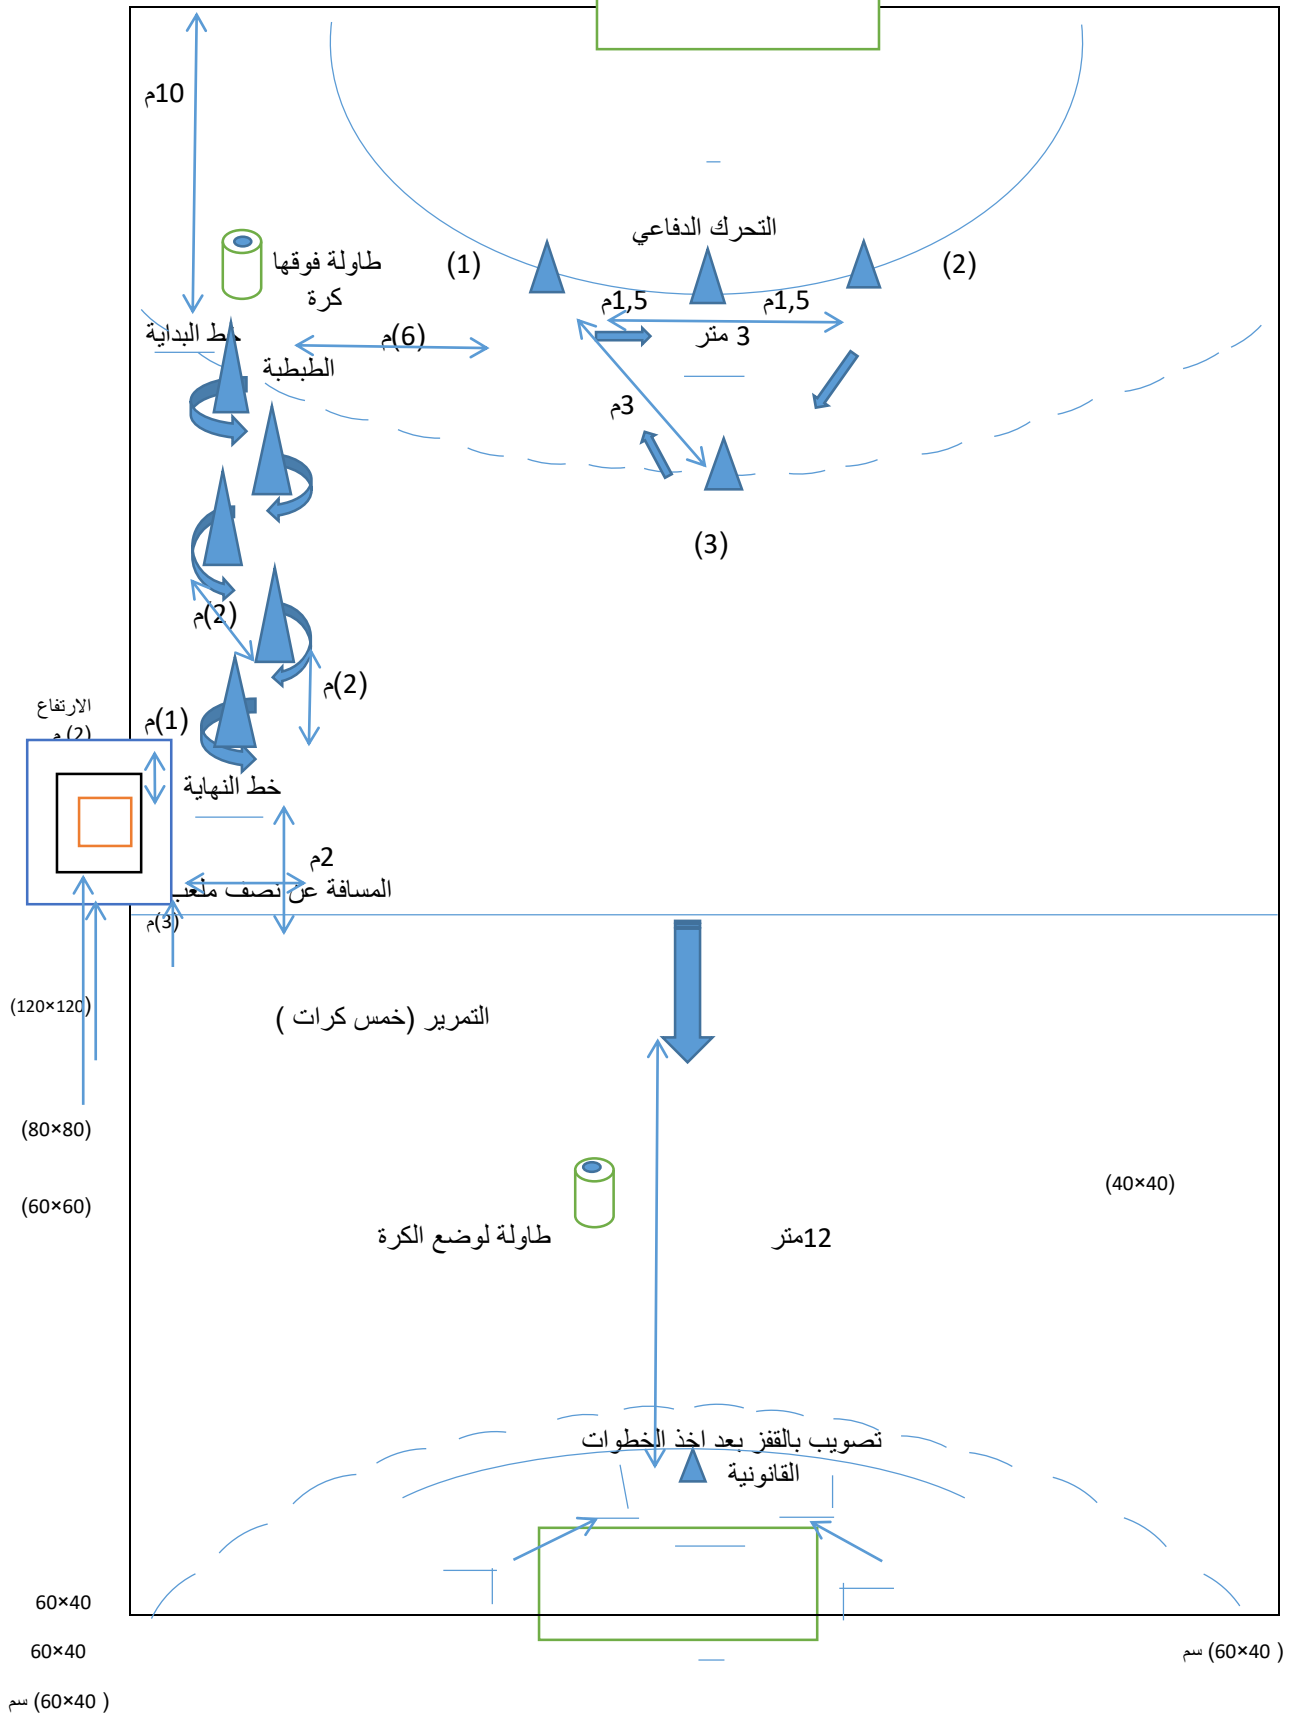 10م
التحرك الدفاعي
(1)
(2)
طاولة فوقها
كرة
1,5م
1,5م
خط البداية
(6)م
3 متر
الطبطبة
3م
(3)
(2)م
(2)م
الارتفاع
(2) م
(1)م
خط النهاية
2م
المسافة عن نصف ملعب
(3)م
(120×120)
التمرير (خمس كرات )
(80×80)
(40×40)
(60×60)
طاولة لوضع الكرة
12متر
تصويب بالقفز بعد اخذ الخطوات
القانونية
60×40
60×40
( 60×40) سم
( 60×40) سم